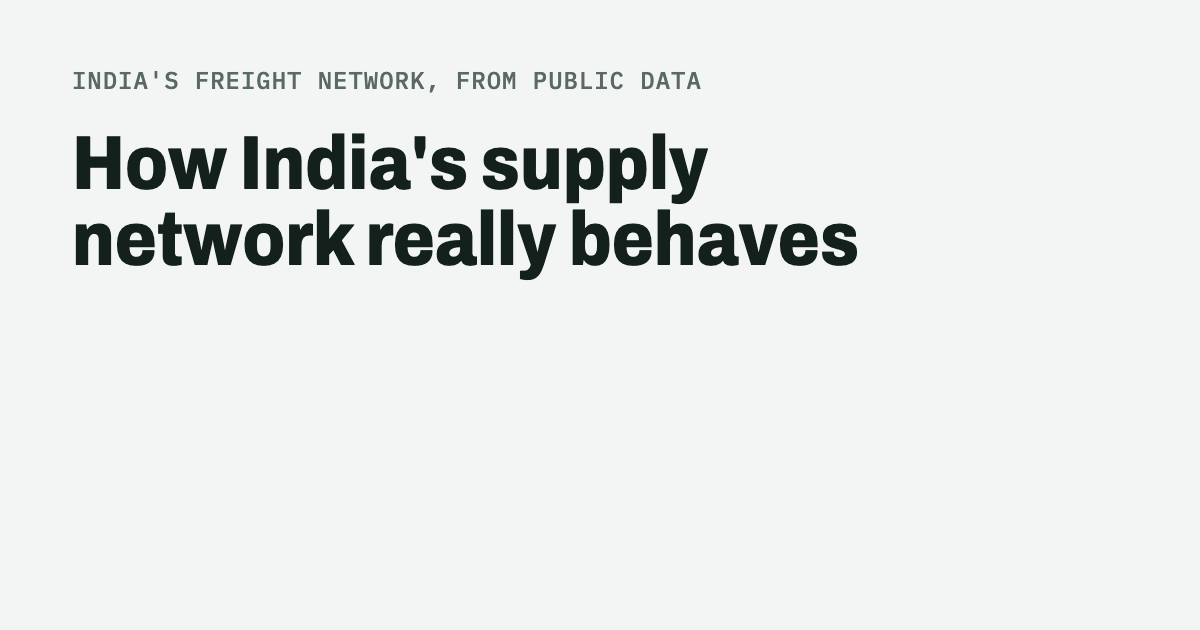 INDIA'S FREIGHT NETWORK, FROM PUBLIC DATA
How India's supply
network really behaves